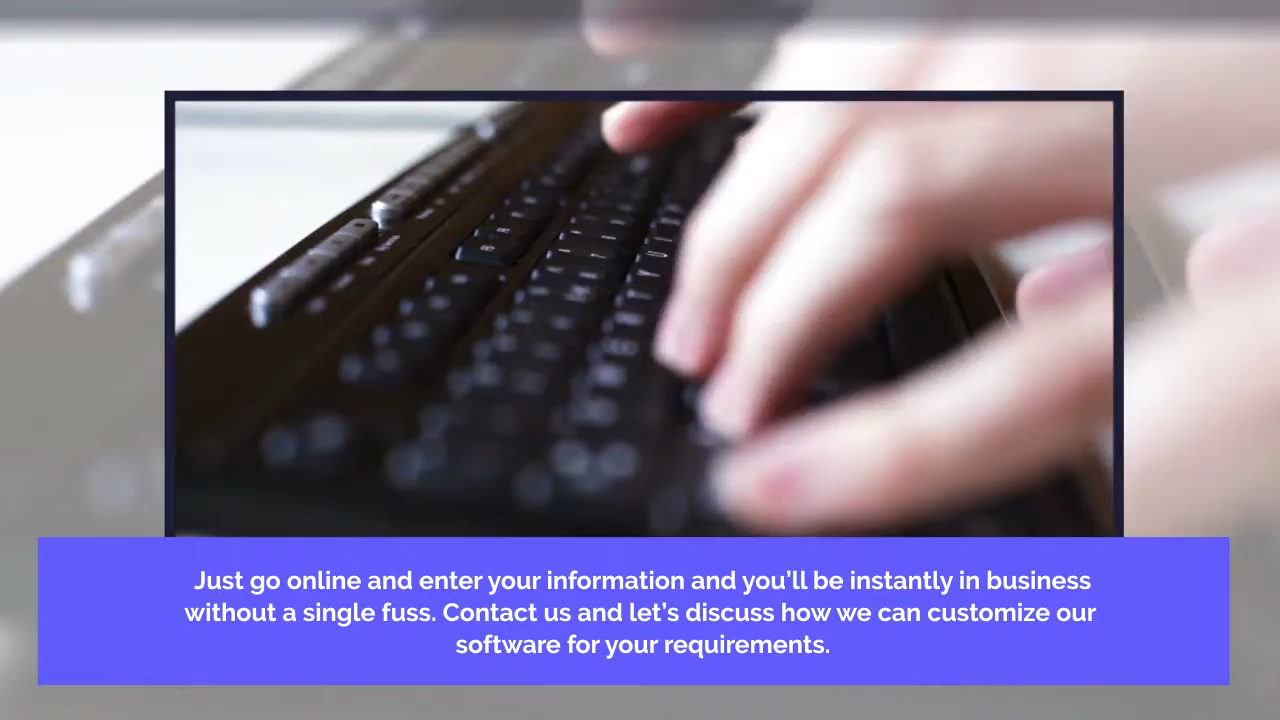 Just go online and enter your information and you’ll be instantly in business
without a single fuss. Contact us and let’s discuss how we can customize our
software for your requirements.